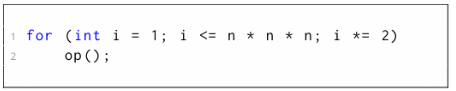 1 for (int i = 1; i <= n * n * n; i *= 2)
2     op();